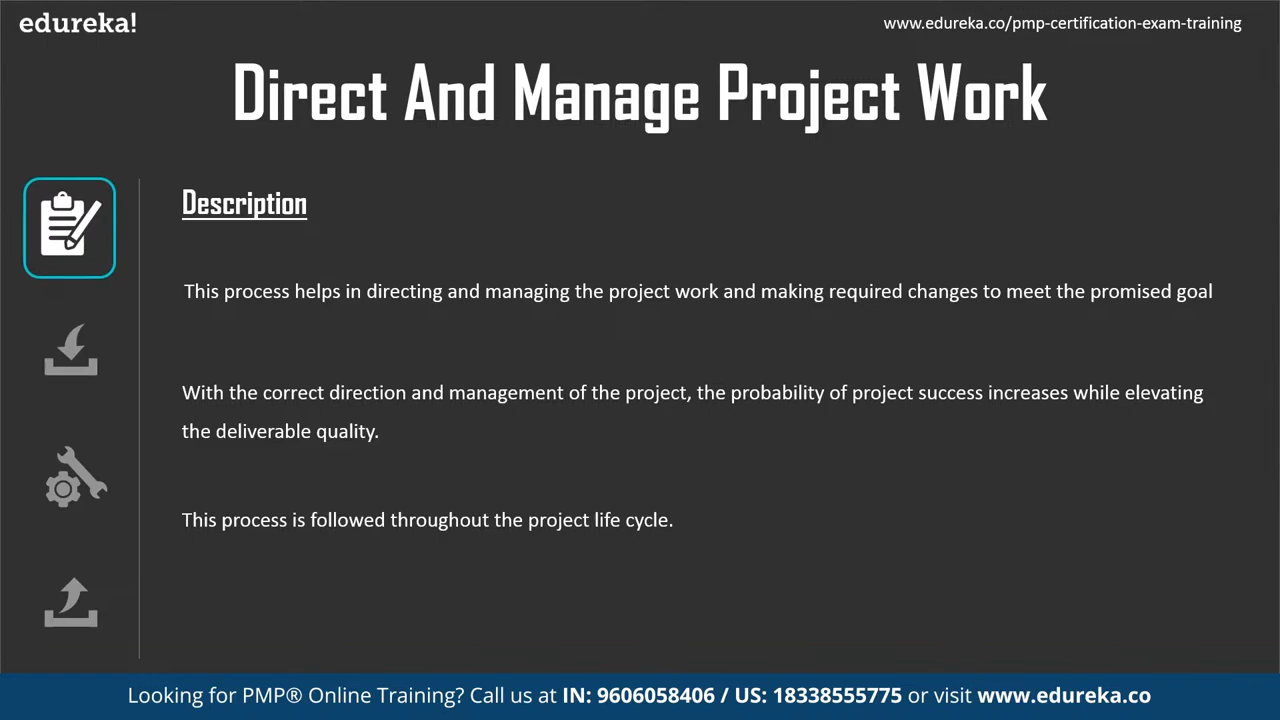 edureka!
www.edureka.co/pmp-certification-exam-training
Direct And Manage Project Work
Description
This process helps in directing and managing the project work and making required changes to meet the promised goal
With the correct direction and management of the project, the probability of project success increases while elevating
the deliverable quality.
This process is followed throughout the project life cycle.
Looking for PMP® Online Training? Call us at IN: 9606058406 / US: 18338555775 or visit www.edureka.co